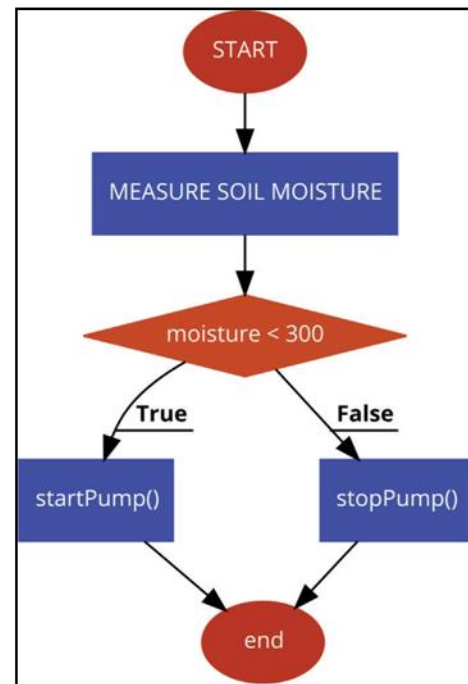 START
MEASURE SOIL MOISTURE
moisture < 300
True
False
startPump()
stopPump()
end